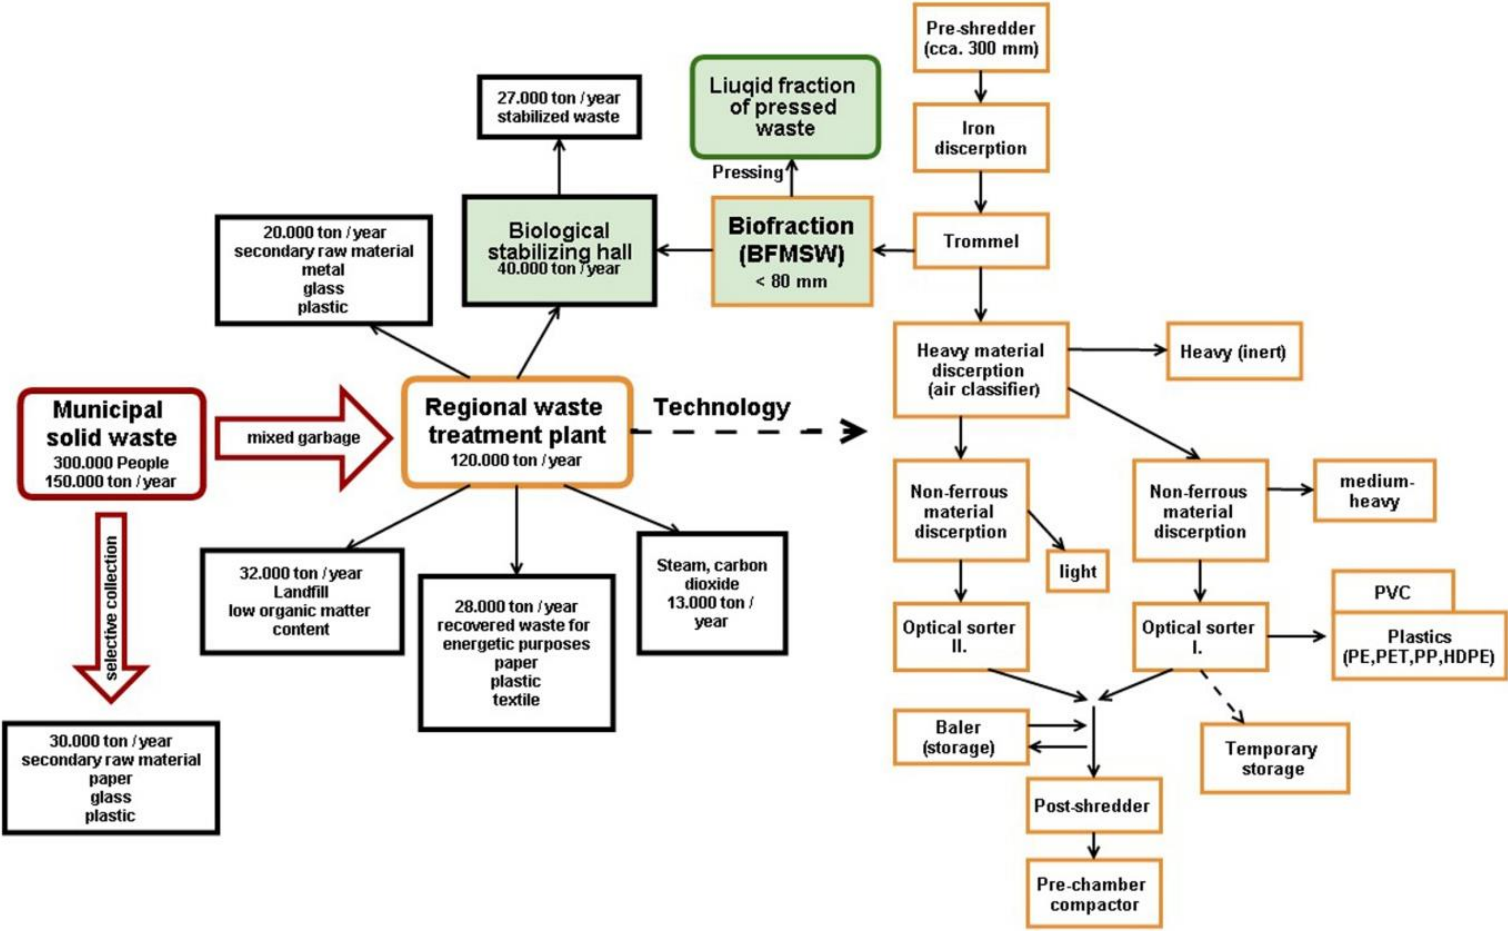 Pre-shredder
(cca. 300 mm)
Liuqid fraction
of pressed
waste
27.000 ton / year
stabilized waste
Iron
discerption
Pressing
Biological
stabilizing hall
40.000 ton / year
Biofraction
(BFMSW)
< 80 mm
Trommel
20.000 ton / year
secondary raw material
metal
glass
plastic
Heavy material
discerption
(air classifier)
Heavy (inert)
Municipal
solid waste
300.000 People
150.000 ton / year
mixed garbage
Regional waste
treatment plant
120.000 ton / year
Technology
Non-ferrous
material
discerption
Non-ferrous
material
discerption
medium-
heavy
light
selective collection
32.000 ton / year
Landfill
low organic matter
content
28.000 ton / year
recovered waste for
energetic purposes
paper
plastic
textile
Steam, carbon
dioxide
13.000 ton /
year
Optical sorter
II.
Optical sorter
I.
PVC
Plastics
(PE,PET,PP,HDPE)
30.000 ton / year
secondary raw material
paper
glass
plastic
Baler
(storage)
Temporary
storage
Post-shredder
Pre-chamber
compactor